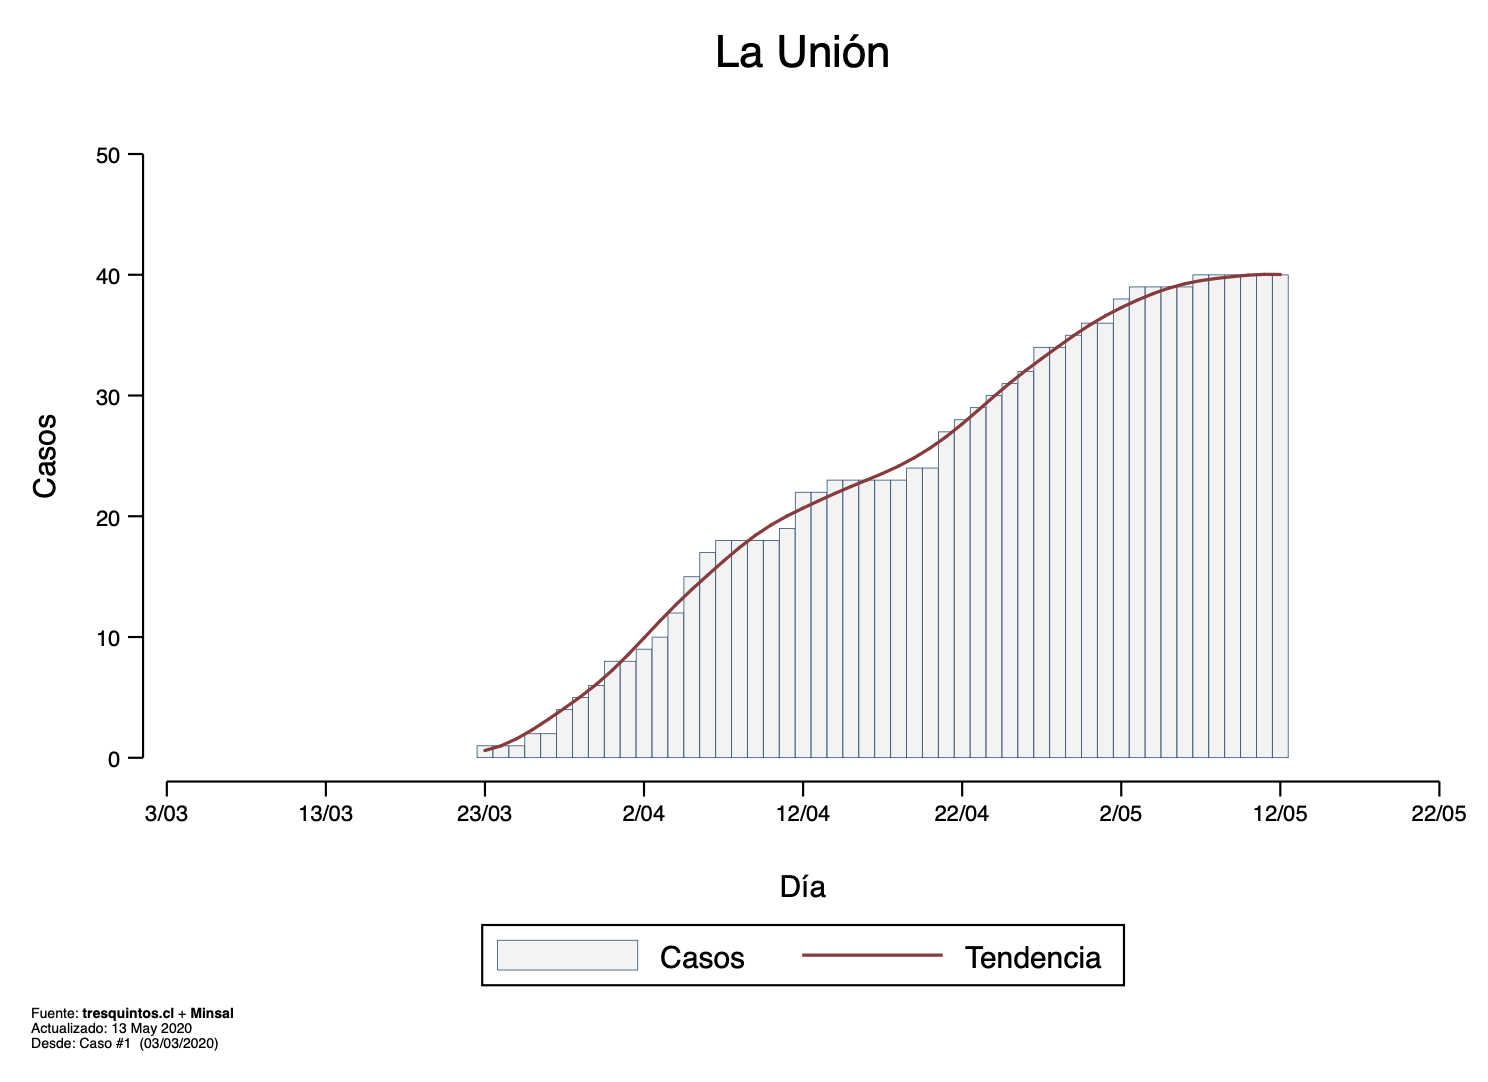 La Unión
50
40
30
20
10
0
Casos
3/03 13/03 23/03 2/04 12/04 22/04 2/05 12/05 22/05
Día
Casos Tendencia
Fuente: tresquintos.cl + Minsal
Actualizado: 13 May 2020
Desde: Caso #1 (03/03/2020)